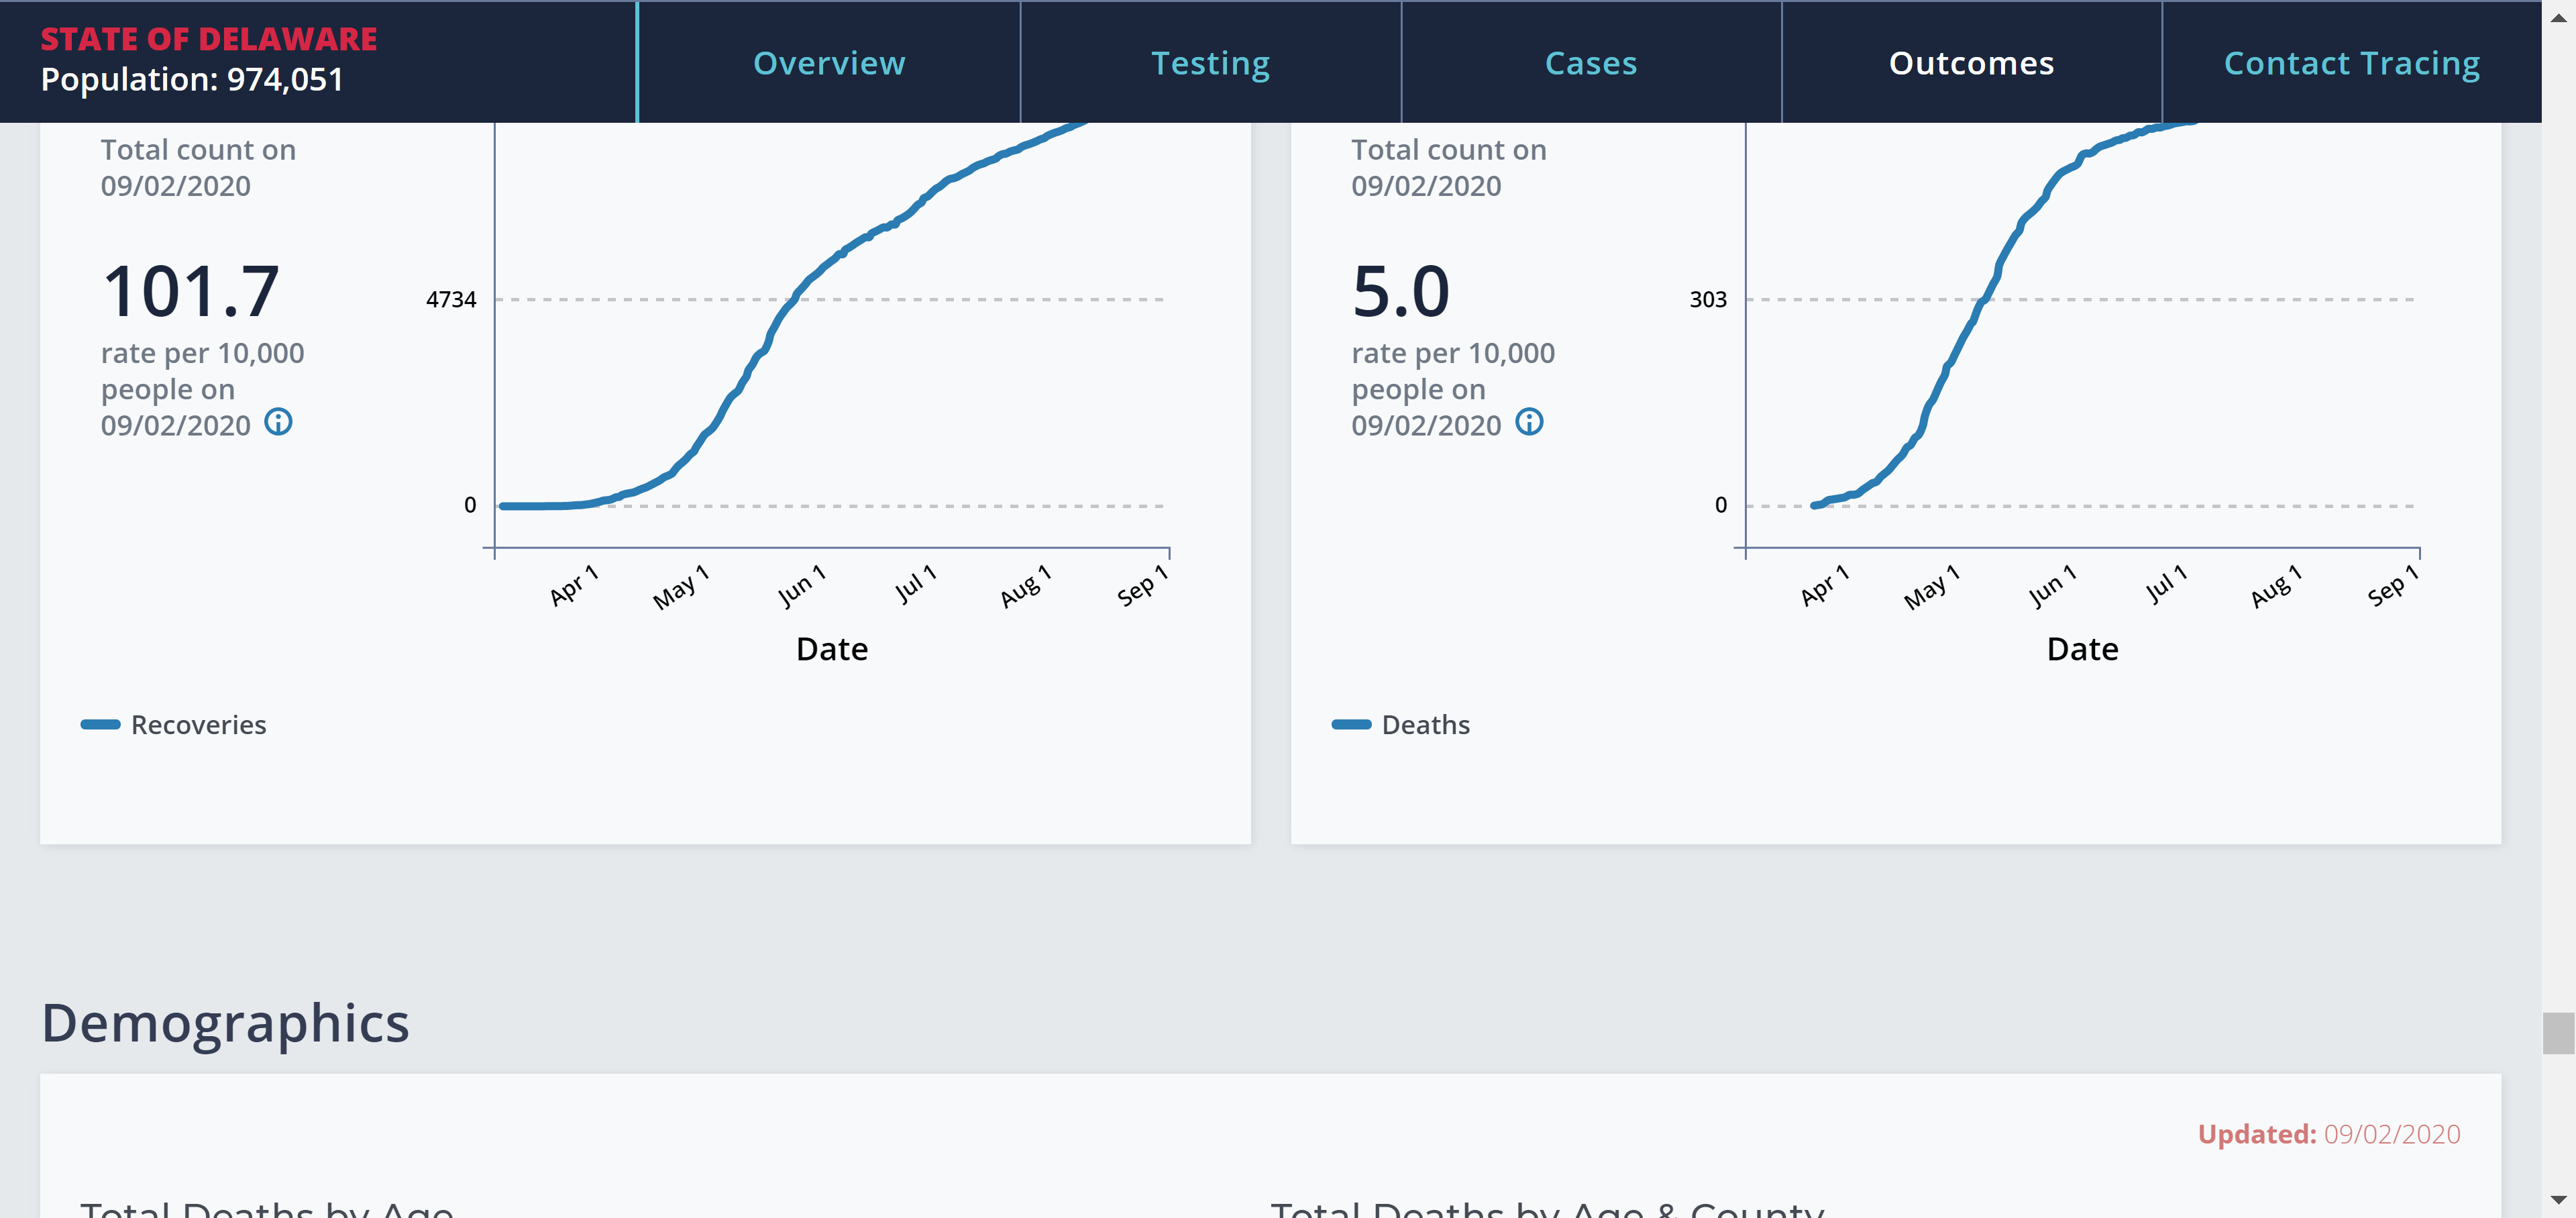 STATE OF DELAWARE
Population: 974,051
Overview
Testing
Cases
Outcomes
Contact Tracing
Total count on
09/02/2020
101.7
rate per 10,000
people on
09/02/2020
4734
0
Apr 1
May 1
Jun 1
Jul 1
Aug 1
Sep 1
Date
Recoveries
Total count on
09/02/2020
5.0
rate per 10,000
people on
09/02/2020
303
0
Apr 1
May 1
Jun 1
Jul 1
Aug 1
Sep 1
Date
Deaths
Demographics
Updated: 09/02/2020
Total Deaths by Age
Total Deaths by Age & County